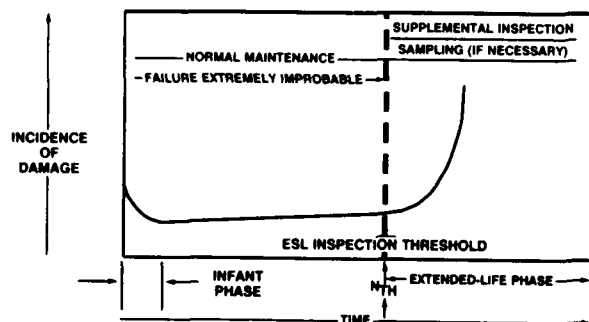 SUPPLEMENTAL INSPECTION
NORMAL MAINTENANCE
SAMPLING (IF NECESSARY)
FAILURE EXTREMELY IMPROBABLE
INCIDENCE
OF
DAMAGE
ESL INSPECTION THRESHOLD
INFANT
PHASE
NTH
EXTENDED-LIFE PHASE
TIME